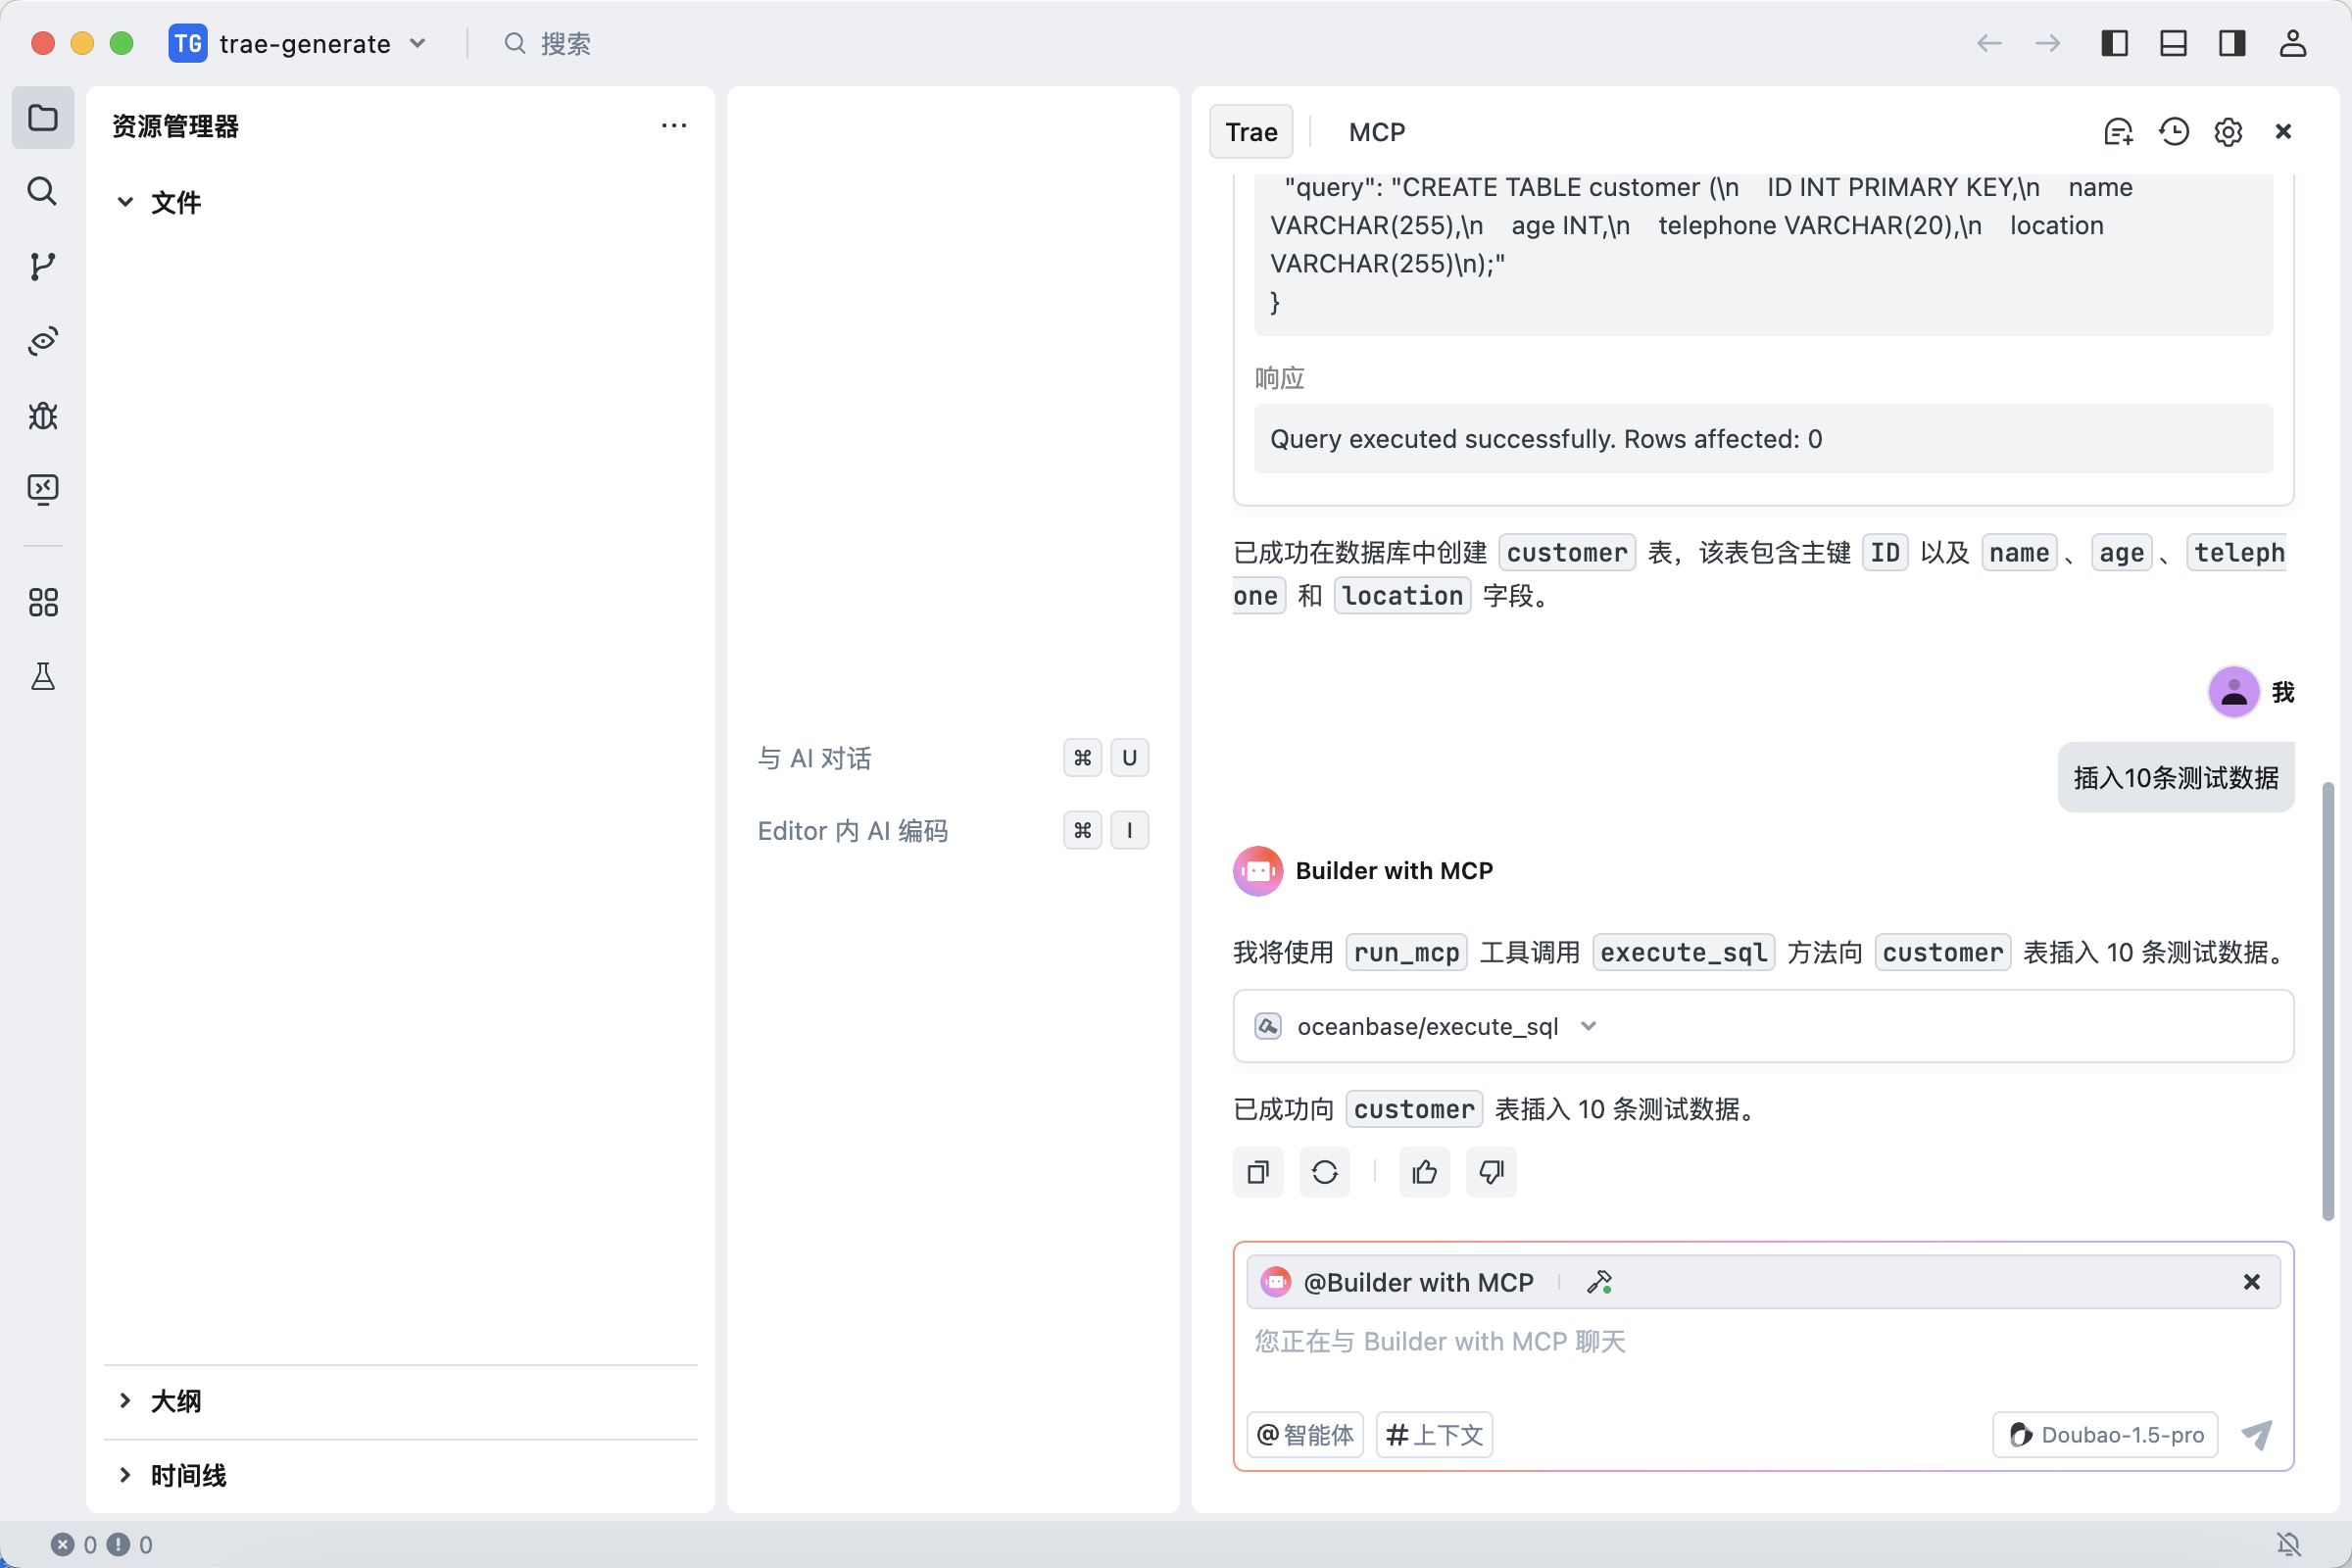 TG trae-generate
搜索
资源管理器
文件
与 AI 对话 ⌘ U
Editor 内 AI 编码 ⌘ I
大纲
时间线
Trae MCP
"query": "CREATE TABLE customer (\n    ID INT PRIMARY KEY,\n    name
VARCHAR(255),\n    age INT,\n    telephone VARCHAR(20),\n    location
VARCHAR(255)\n);"
}
响应
Query executed successfully. Rows affected: 0
已成功在数据库中创建 customer 表，该表包含主键 ID 以及 name 、 age 、 teleph
one 和 location 字段。
我
插入10条测试数据
Builder with MCP
我将使用 run_mcp 工具调用 execute_sql 方法向 customer 表插入 10 条测试数据。
oceanbase/execute_sql
已成功向 customer 表插入 10 条测试数据。
@Builder with MCP
您正在与 Builder with MCP 聊天
@智能体 #上下文 Doubao-1.5-pro
0 0